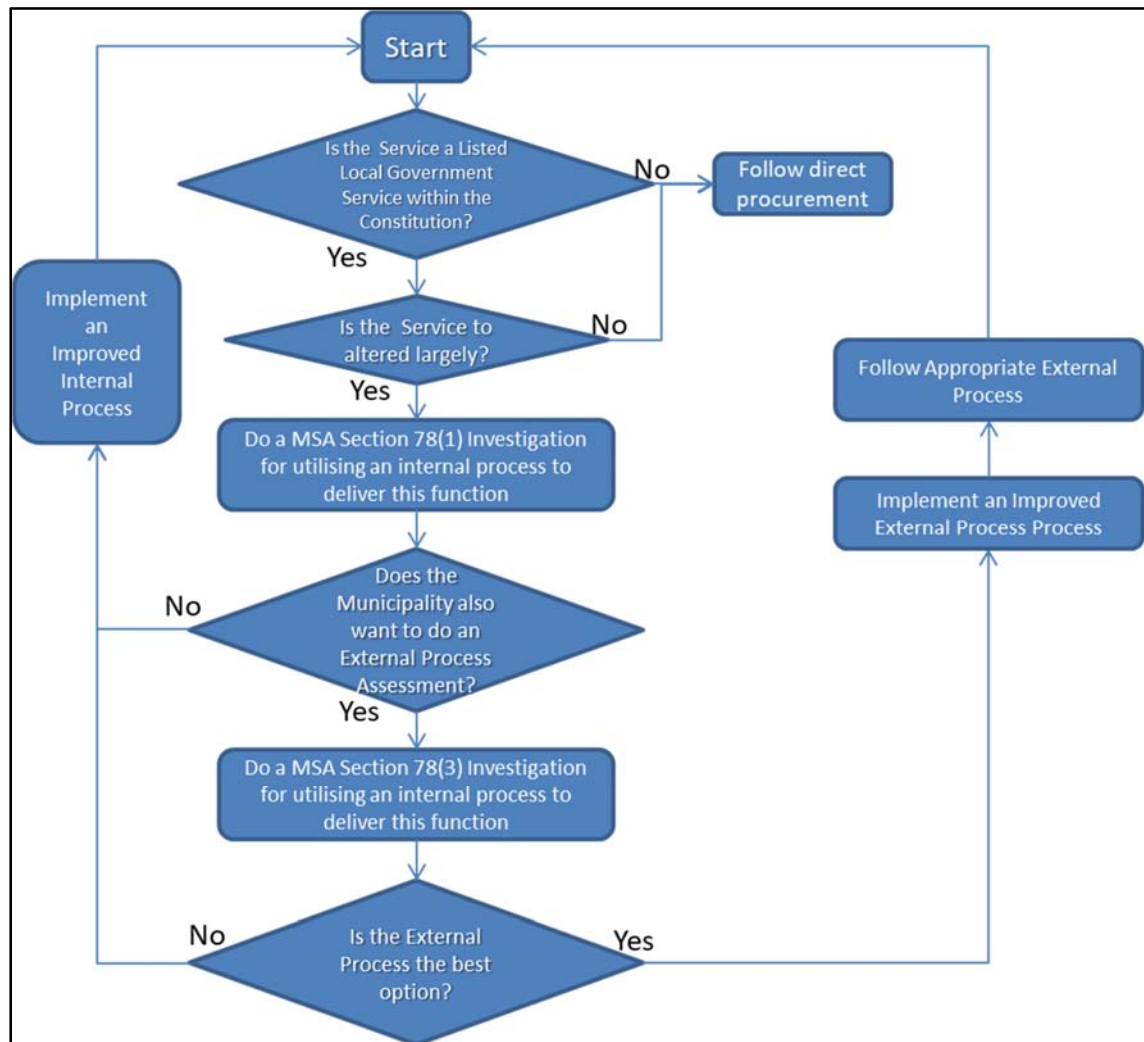 Start
Is the Service a Listed
Local Government
Service within the
Constitution?
No
Follow direct
procurement
Yes
Implement
an
Improved
Internal
Process
Is the Service to
altered largely?
No
Yes
Follow Appropriate External
Process
Do a MSA Section 78(1) Investigation
for utilising an internal process to
deliver this function
Implement an Improved
External Process Process
Does the
Municipality also
want to do an
External Process
Assessment?
No
Yes
Do a MSA Section 78(3) Investigation
for utilising an internal process to
deliver this function
Is the External
Process the best
option?
No
Yes